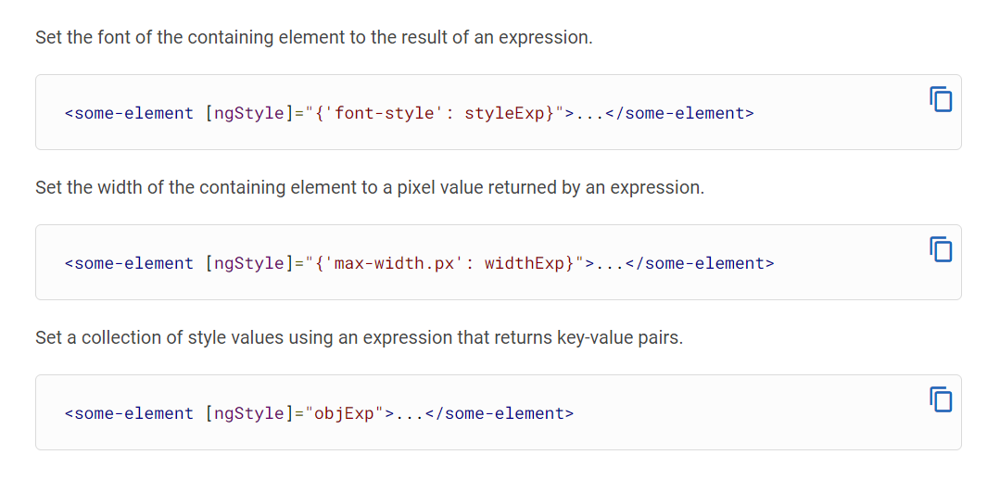 Set the font of the containing element to the result of an expression.
<some-element [ngStyle]="{'font-style': styleExp}">...</some-element>
Set the width of the containing element to a pixel value returned by an expression.
<some-element [ngStyle]="{'max-width.px': widthExp}">...</some-element>
Set a collection of style values using an expression that returns key-value pairs.
<some-element [ngStyle]="objExp">...</some-element>